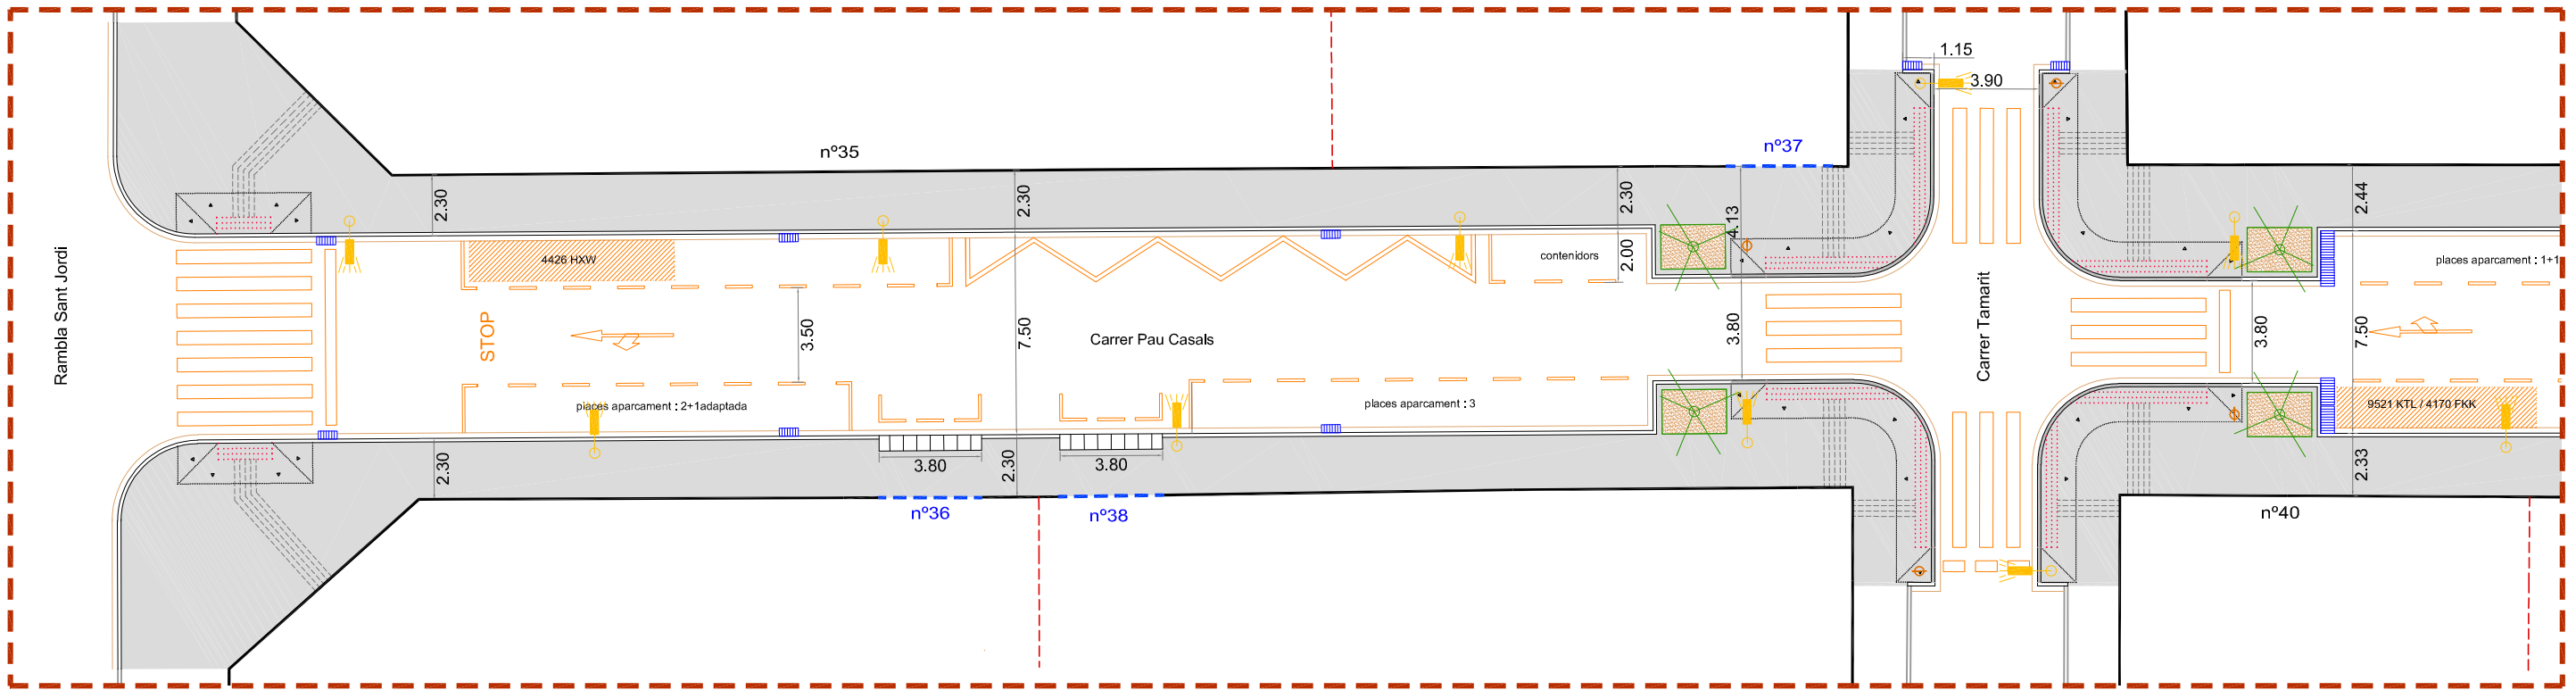 1.15
3.90
nº35
nº37
2.30
2.30
2.30
4.13
2.44
Rambla Sant Jordi
4426 HXW
contenidors
2.00
places aparcament : 1+1
STOP
3.50
7.50
Carrer Pau Casals
3.80
Carrer Tamarit
3.80
7.50
places aparcament : 2+1adaptada
places aparcament : 3
9521 KTL / 4170 FKK
2.30
3.80
2.30
3.80
2.33
nº36
nº38
nº40